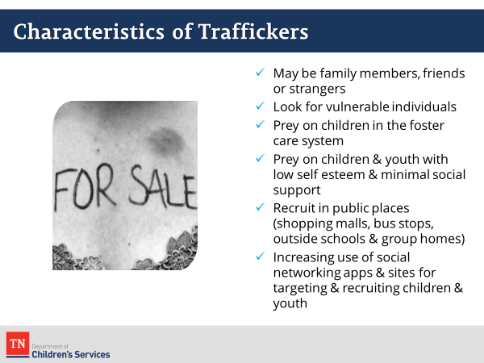 Characteristics of Traffickers
FOR SALE
✓ May be family members, friends
or strangers
✓ Look for vulnerable individuals
✓ Prey on children in the foster
care system
✓ Prey on children & youth with
low self esteem & minimal social
support
✓ Recruit in public places
(shopping malls, bus stops,
outside schools & group homes)
✓ Increasing use of social
networking apps & sites for
targeting & recruiting children &
youth
TN
Department of
Children's Services